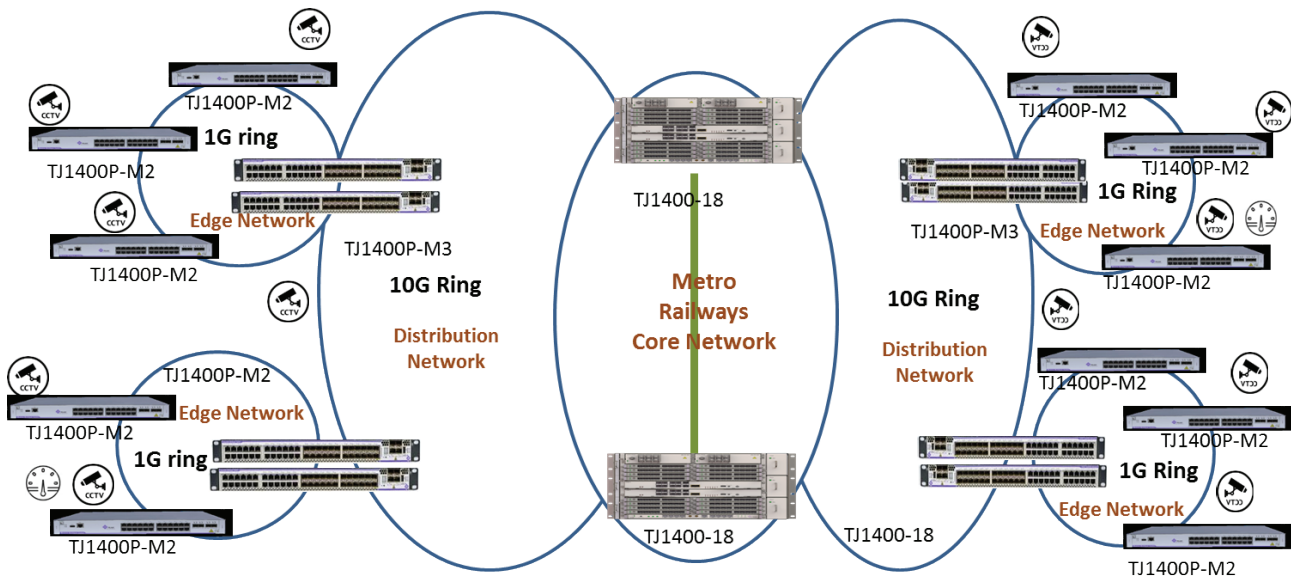 CCTV
TJ1400P-M2
CCTV
1G ring
TJ1400P-M2
CCTV
Edge Network
TJ1400P-M2
TJ1400P-M3
CCTV
10G Ring
Distribution
Network
TJ1400P-M2
CCTV
Edge Network
TJ1400P-M2
1G ring
CCTV
TJ1400P-M2
TJ1400-18
Metro
Railways
Core Network
TJ1400-18
CCTV
TJ1400P-M2
CCTV
TJ1400P-M2
1G Ring
CCTV
TJ1400P-M3
Edge Network
TJ1400P-M2
10G Ring
CCTV
Distribution
Network
TJ1400P-M2
CCTV
TJ1400P-M2
1G Ring
CCTV
Edge Network
TJ1400-18
TJ1400P-M2